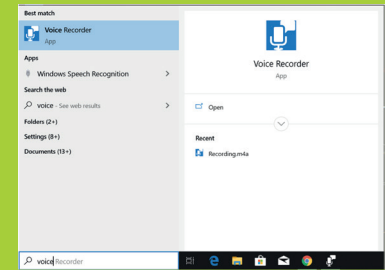 Best match
Voice Recorder
App
Apps
Windows Speech Recognition
Search the web
voice - See web results
Folders (2+)
Settings (8+)
Documents (13+)
Voice Recorder
App
Open
Recent
Recording.m4a
voice Recorder